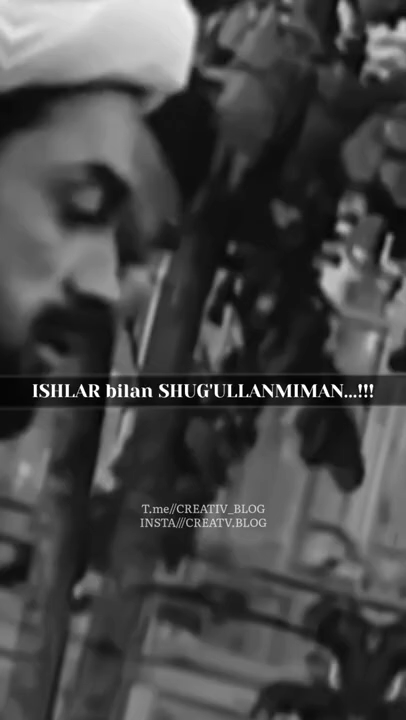 ISHLAR bilan SHUG'ULLANMIMAN...!!!
T.me//CREATIV_BLOG
INSTA///CREATV.BLOG